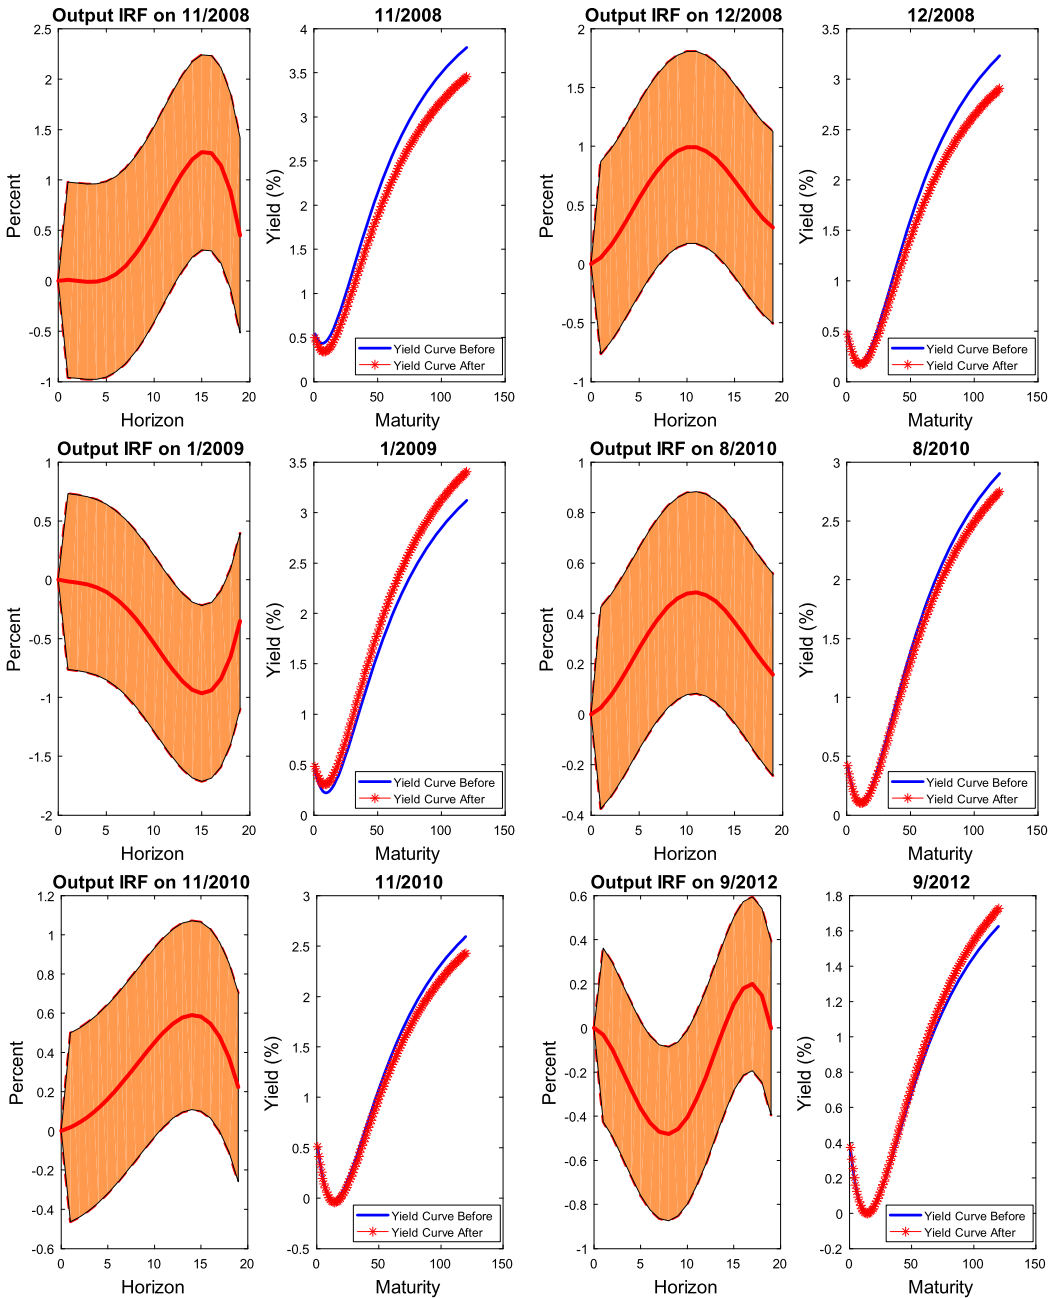 Output IRF on 11/2008
2.5
2
1.5
1
0.5
0
-0.5
-1
0 5 10 15 20
Percent
Horizon
11/2008
4
3.5
3
2.5
2
1.5
1
0.5
0
0 50 100 150
Yield (%)
Maturity
Yield Curve Before
Yield Curve After
Output IRF on 12/2008
2
1.5
1
0.5
0
-0.5
-1
0 5 10 15 20
Percent
Horizon
12/2008
4
3.5
3
2.5
2
1.5
1
0.5
0
0 50 100 150
Yield (%)
Maturity
Yield Curve Before
Yield Curve After
Output IRF on 1/2009
1
0.5
0
-0.5
-1
-1.5
-2
0 5 10 15 20
Percent
Horizon
1/2009
3.5
3
2.5
2
1.5
1
0.5
0
0 50 100 150
Yield (%)
Maturity
Yield Curve Before
Yield Curve After
Output IRF on 8/2010
1
0.8
0.6
0.4
0.2
0
-0.2
-0.4
0 5 10 15 20
Percent
Horizon
8/2010
3
2.5
2
1.5
1
0.5
0
0 50 100 150
Yield (%)
Maturity
Yield Curve Before
Yield Curve After
Output IRF on 11/2010
1.2
1
0.8
0.6
0.4
0.2
0
-0.2
-0.4
-0.6
0 5 10 15 20
Percent
Horizon
11/2010
3
2.5
2
1.5
1
0.5
0
-0.5
0 50 100 150
Yield (%)
Maturity
Yield Curve Before
Yield Curve After
Output IRF on 9/2012
0.6
0.4
0.2
0
-0.2
-0.4
-0.6
-0.8
-1
0 5 10 15 20
Percent
Horizon
9/2012
1.8
1.6
1.4
1.2
1
0.8
0.6
0.4
0.2
0
-0.2
0 50 100 150
Yield (%)
Maturity
Yield Curve Before
Yield Curve After